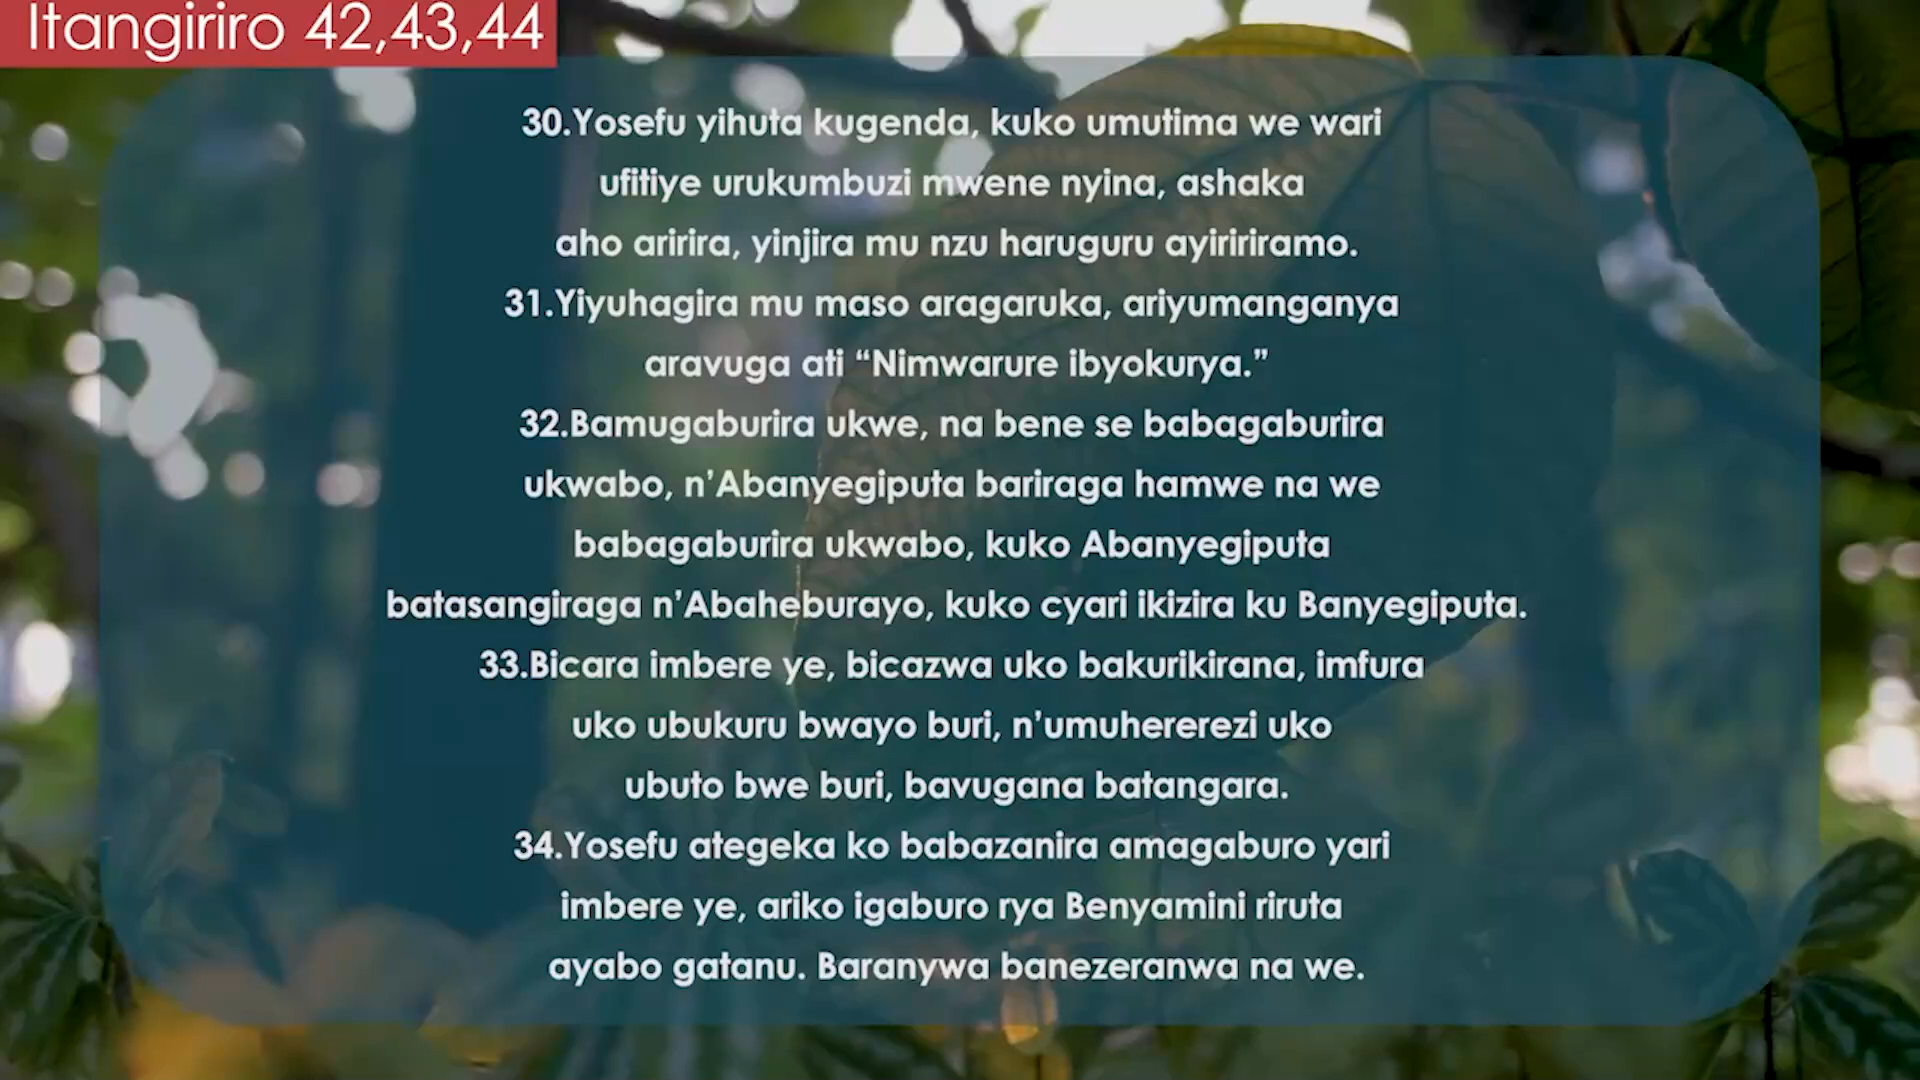 Itangiriro 42,43,44
30.Yosefu yihuta kugenda, kuko umutima we wari
ufitiye urukumbuzi mwene nyina, ashaka
aho aririra, yinjira mu nzu haruguru ayiririramo.
31.Yiyuhagira mu maso aragaruka, ariyumanganya
aravuga ati “Nimwarure ibyokurya.”
32.Bamugaburira ukwe, na bene se babagaburira
ukwabo, n’Abanyegiputa bariraga hamwe na we
babagaburira ukwabo, kuko Abanyegiputa
batasangiraga n’Abaheburayo, kuko cyari ikizira ku Banyegiputa.
33.Bicara imbere ye, bicazwa uko bakurikirana, imfura
uko ubukuru bwayo buri, n’umuhererezi uko
ubuto bwe buri, bavugana batangara.
34.Yosefu ategeka ko babazanira amagaburo yari
imbere ye, ariko igaburo rya Benyamini riruta
ayabo gatanu. Baranywa banezeranwa na we.